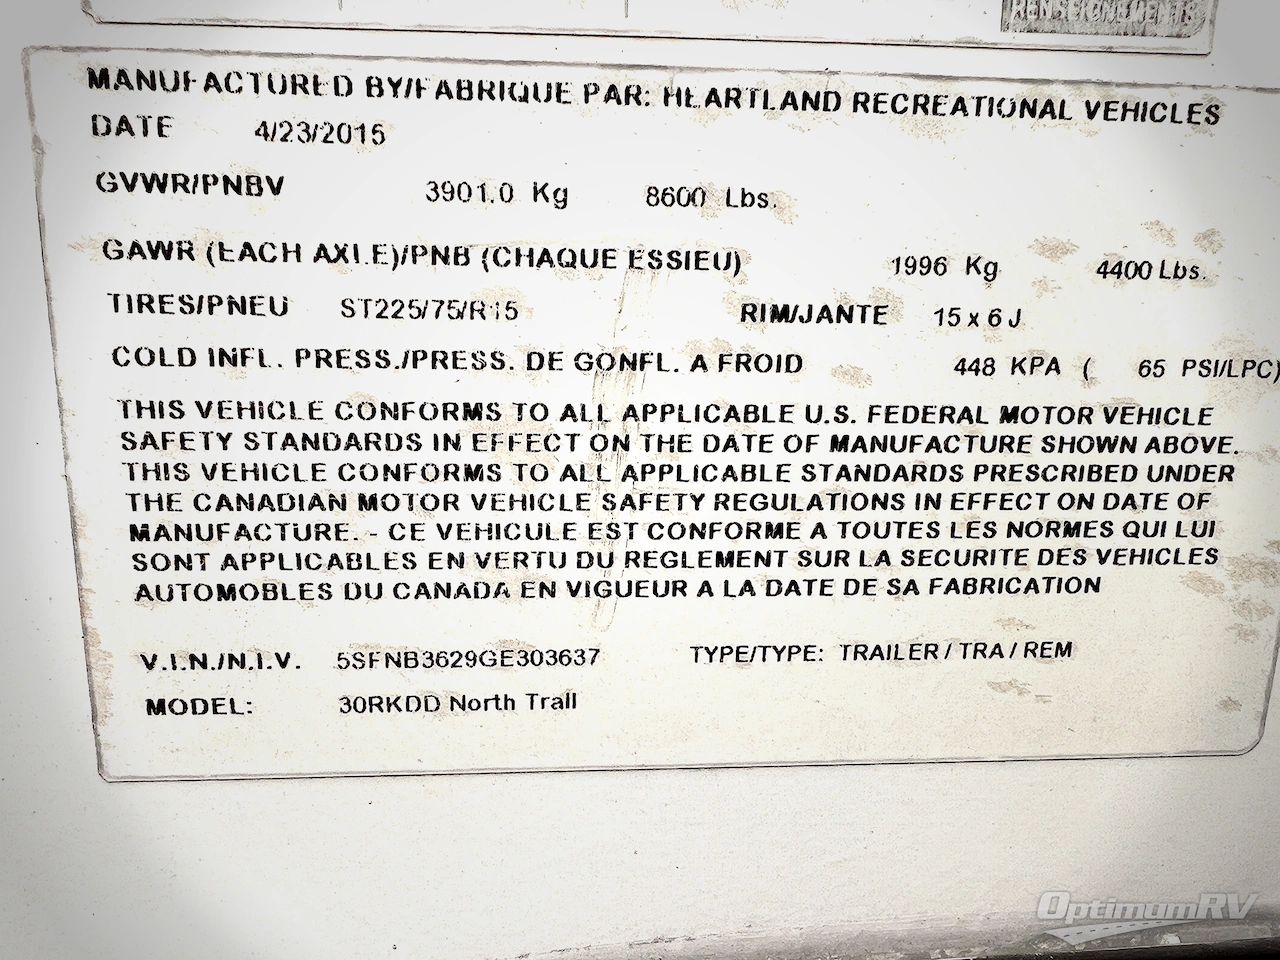 RENSEIGNEMENTS
MANUFACTURED BY/FABRIQUE PAR: HEARTLAND RECREATIONAL VEHICLES
DATE 4/23/2015
GVWR/PNBV 3901.0 Kg 8600 Lbs.
GAWR (EACH AXLE)/PNB (CHAQUE ESSIEU) 1996 Kg 4400 Lbs.
TIRES/PNEU ST225/75/R15 RIM/JANTE 15 x 6 J
COLD INFL. PRESS./PRESS. DE GONFL. A FROID 448 KPA ( 65 PSI/LPC)
THIS VEHICLE CONFORMS TO ALL APPLICABLE U.S. FEDERAL MOTOR VEHICLE
SAFETY STANDARDS IN EFFECT ON THE DATE OF MANUFACTURE SHOWN ABOVE.
THIS VEHICLE CONFORMS TO ALL APPLICABLE STANDARDS PRESCRIBED UNDER
THE CANADIAN MOTOR VEHICLE SAFETY REGULATIONS IN EFFECT ON DATE OF
MANUFACTURE. - CE VEHICULE EST CONFORME A TOUTES LES NORMES QUI LUI
SONT APPLICABLES EN VERTU DU REGLEMENT SUR LA SECURITE DES VEHICLES
AUTOMOBLES DU CANADA EN VIGUEUR A LA DATE DE SA FABRICATION
V.I.N./N.I.V. 5SFNB3629GE303637 TYPE/TYPE: TRAILER / TRA / REM
MODEL: 30RKDD North Trail
OptimumRV